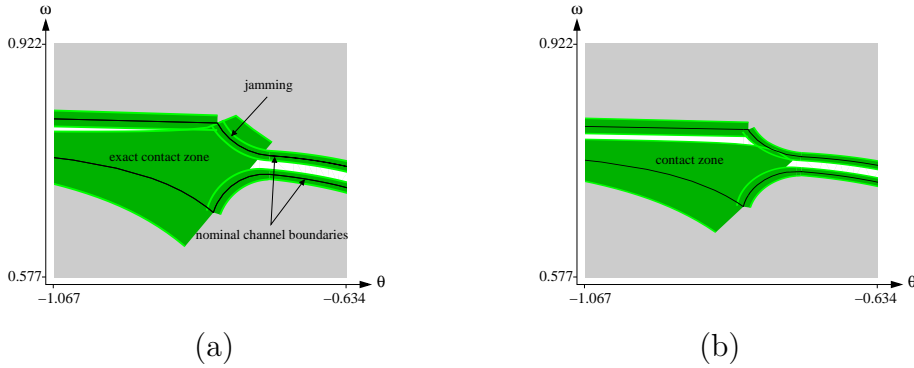 ω
0.922
jamming
exact contact zone
nominal channel boundaries
0.577
θ
−1.067
−0.634
(a)
ω
0.922
contact zone
0.577
θ
−1.067
−0.634
(b)